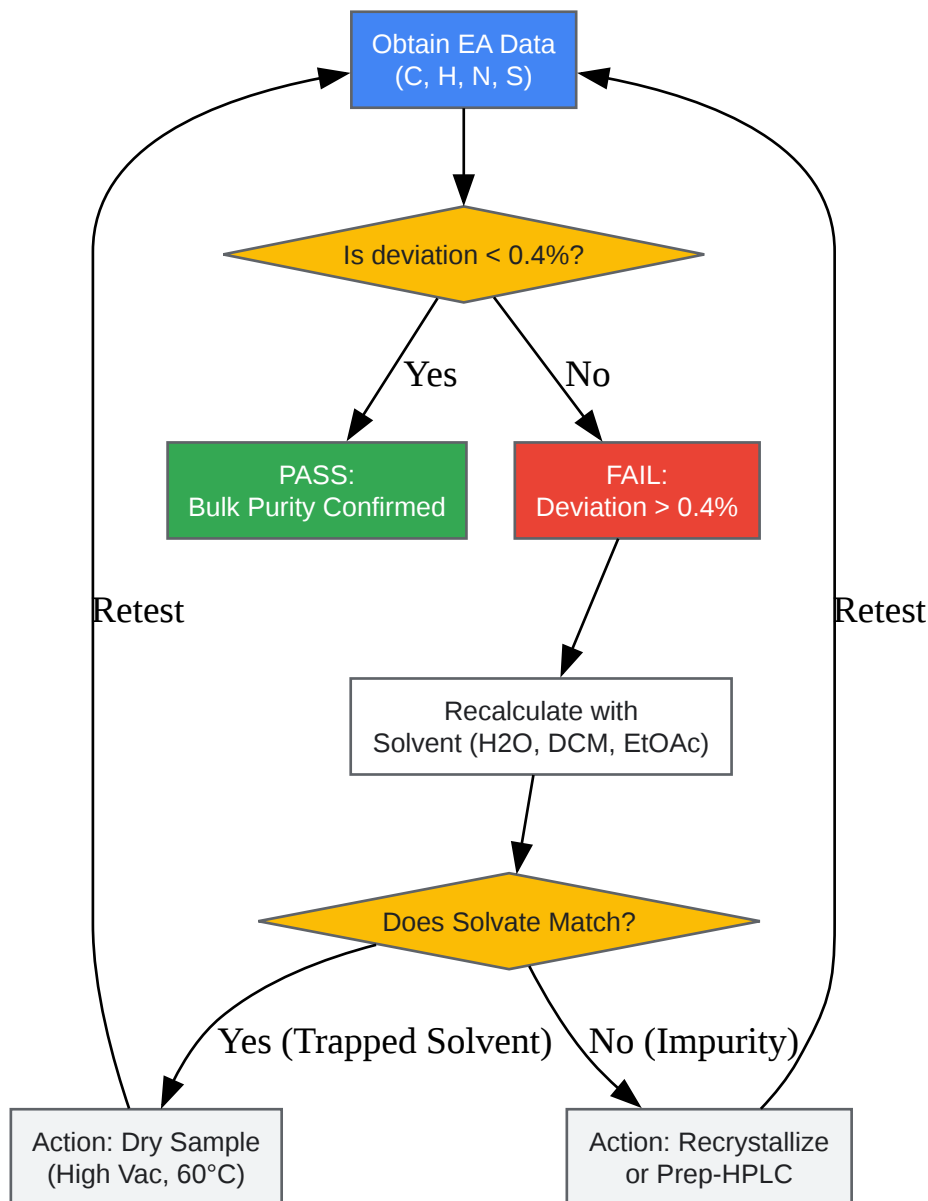 Obtain EA Data
(C, H, N, S)
Is deviation < 0.4%?
Yes
No
PASS:
Bulk Purity Confirmed
FAIL:
Deviation > 0.4%
Retest
Retest
Recalculate with
Solvent (H2O, DCM, EtOAc)
Does Solvate Match?
Yes (Trapped Solvent)
No (Impurity)
Action: Dry Sample
(High Vac, 60°C)
Action: Recrystallize
or Prep-HPLC